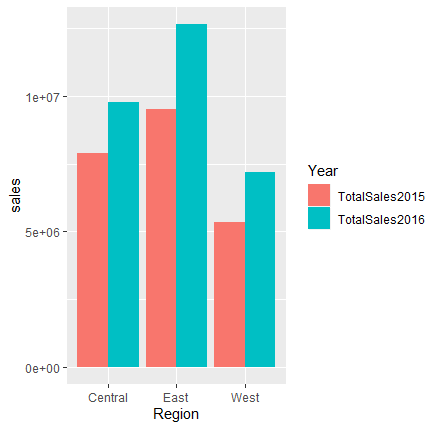 1e+07
5e+06
0e+00
sales
Central East West
Region
Year
TotalSales2015
TotalSales2016